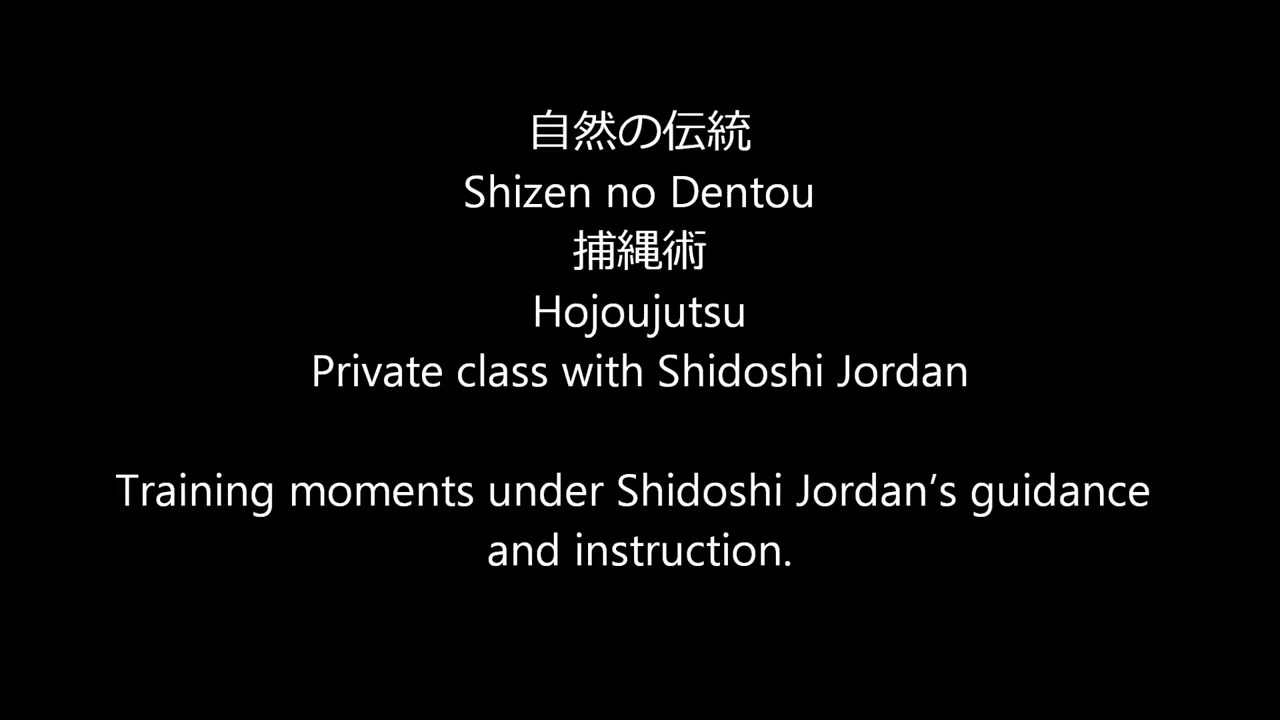 自然の伝統
Shizen no Dentou
捕縄術
Hojoujutsu
Private class with Shidoshi Jordan
Training moments under Shidoshi Jordan’s guidance
and instruction.